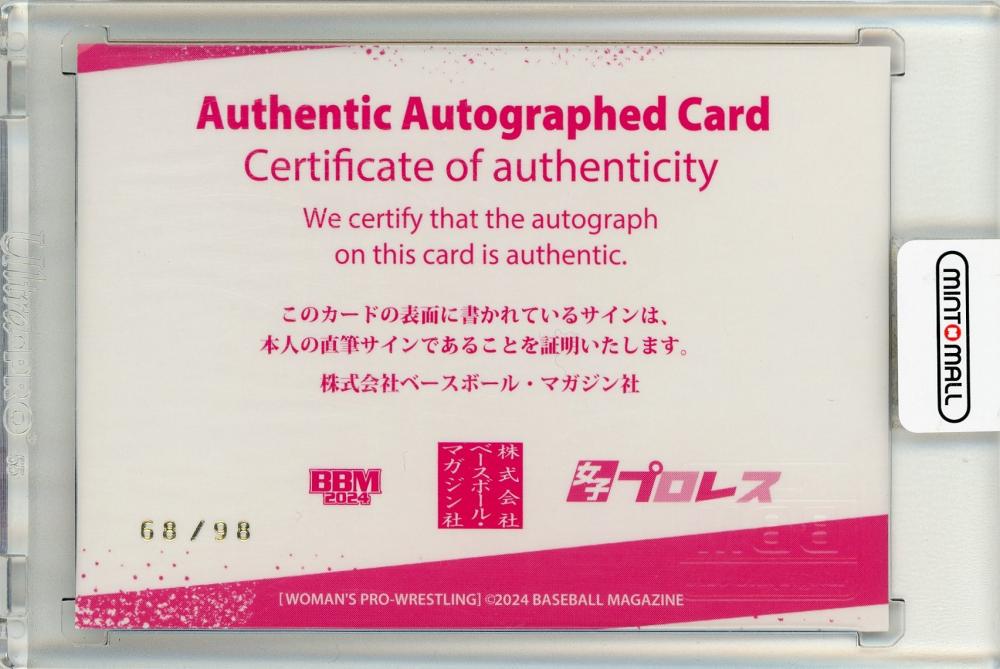 Authentic Autographed Card
Certificate of authenticity
We certify that the autograph
on this card is authentic.
このカードの表面に書かれているサインは、
本人の直筆サインであることを証明いたします。
株式会社ベースボール・マガジン社
BBM
2024
株式会社
ベースボール・
マガジン社
女子プロレス
68/98
[WOMAN'S PRO-WRESTLING] ©2024 BASEBALL MAGAZINE
MINT MALL
UltraPRO